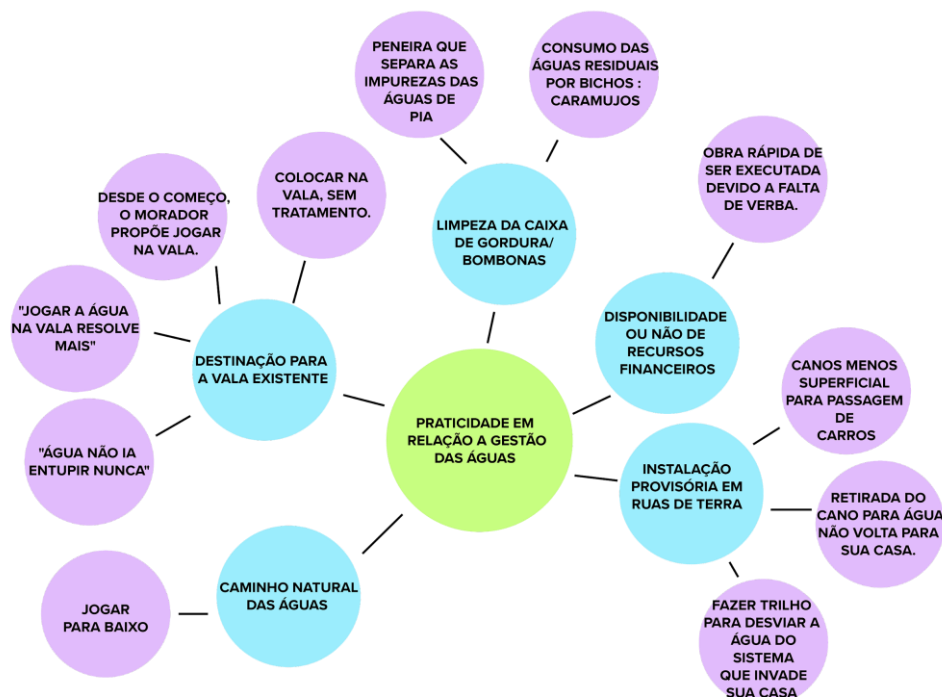 PENEIRA QUE
SEPARA AS
IMPUREZAS DAS
ÁGUAS DE
PIA
CONSUMO DAS
ÁGUAS RESIDUAIS
POR BICHOS :
CARAMUJOS
OBRA RÁPIDA DE
SER EXECUTADA
DEVIDO A FALTA
DE VERBA.
COLOCAR NA
VALA, SEM
TRATAMENTO.
DESDE O COMEÇO,
O MORADOR
PROPÕE JOGAR
NA VALA.
LIMPEZA DA CAIXA
DE GORDURA/
BOMBONAS
"JOGAR A ÁGUA
NA VALA RESOLVE
MAIS"
DESTINAÇÃO PARA
A VALA EXISTENTE
DISPONIBILIDADE
OU NÃO DE
RECURSOS
FINANCEIROS
CANOS MENOS
SUPERFICIAL
PARA PASSAGEM
DE
CARROS
PRATICIDADE EM
RELAÇÃO A GESTÃO
DAS ÁGUAS
"ÁGUA NÃO IA
ENTUPIR NUNCA"
INSTALAÇÃO
PROVISÓRIA EM
RUAS DE TERRA
RETIRADA DO
CANO PARA ÁGUA
NÃO VOLTA PARA
SUA CASA.
CAMINHO NATURAL
DAS ÁGUAS
JOGAR
PARA BAIXO
FAZER TRILHO
PARA DESVIAR A
ÁGUA DO
SISTEMA
QUE INVADE
SUA CASA